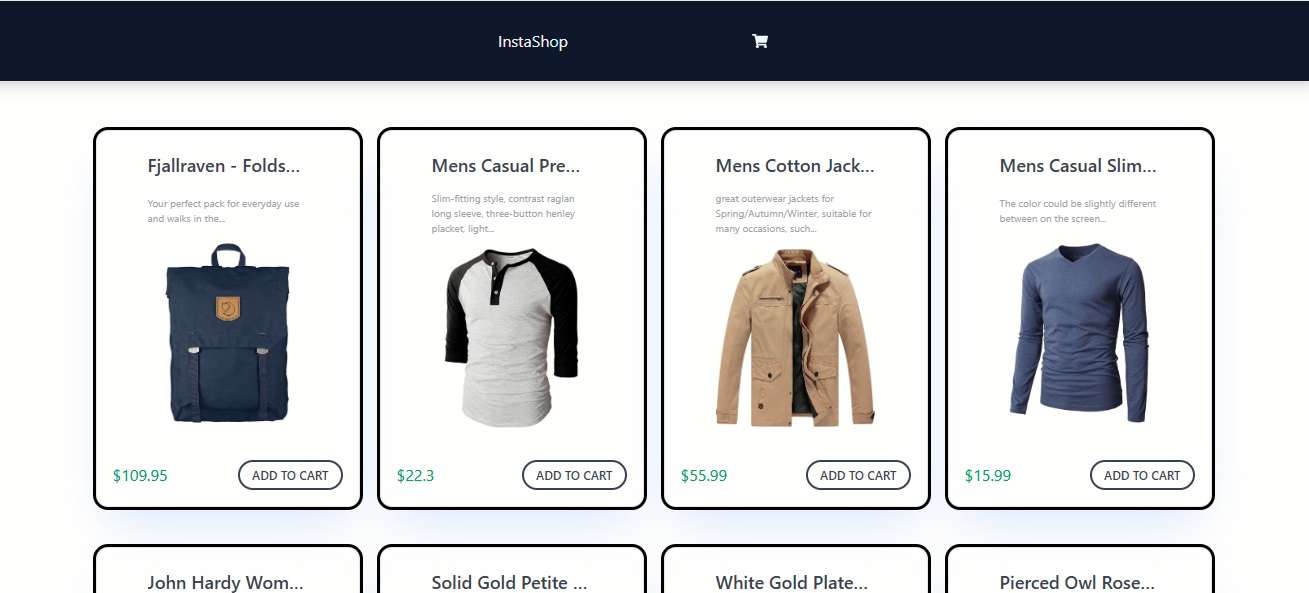 InstaShop
Fjallraven - Folds...
Your perfect pack for everyday use
and walks in the...
$109.95
ADD TO CART
Mens Casual Pre...
Slim-fitting style, contrast raglan
long sleeve, three-button henley
placket, light...
$22.3
ADD TO CART
Mens Cotton Jack...
great outerwear jackets for
Spring/Autumn/Winter, suitable for
many occasions, such...
$55.99
ADD TO CART
Mens Casual Slim...
The color could be slightly different
between on the screen...
$15.99
ADD TO CART
John Hardy Wom...
Solid Gold Petite ...
White Gold Plate...
Pierced Owl Rose...